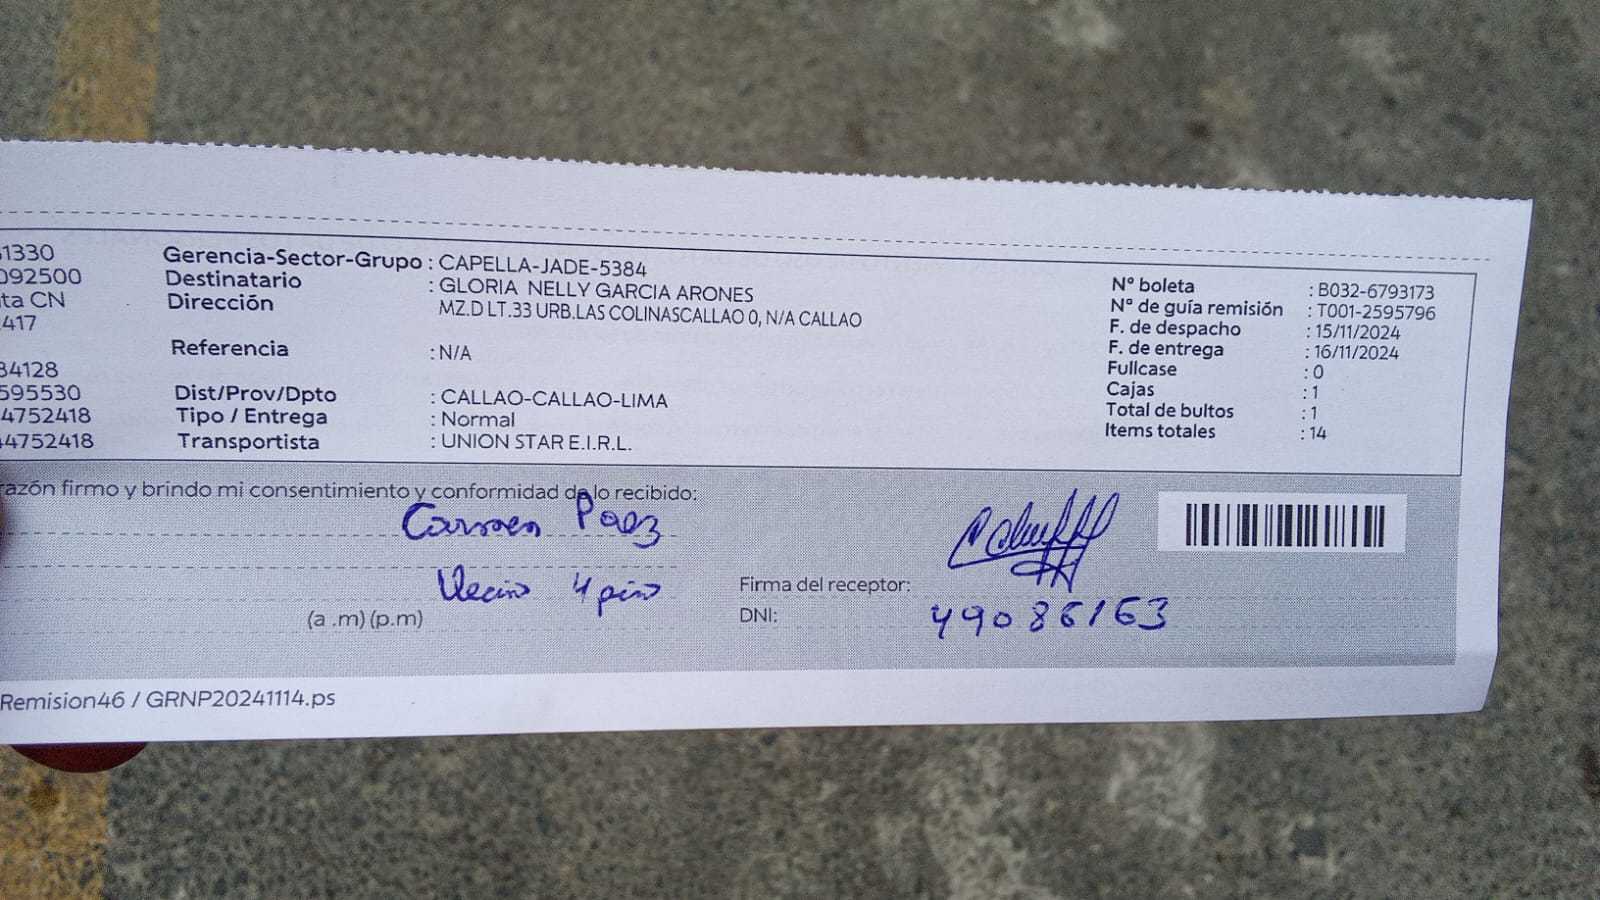 1330
092500
ta CN
417
84128
595530
4752418
44752418
Gerencia-Sector-Grupo : CAPELLA-JADE-5384
Destinatario : GLORIA NELLY GARCIA ARONES
Dirección MZ.D LT.33 URB.LAS COLINASCALLAO 0, N/A CALLAO
Referencia : N/A
Dist/Prov/Dpto : CALLAO-CALLAO-LIMA
Tipo / Entrega : Normal
Transportista : UNION STAR E.I.R.L.
Nº boleta : B032-6793173
Nº de guía remisión : T001-2595796
F. de despacho : 15/11/2024
F. de entrega : 16/11/2024
Fullcase : 0
Cajas : 1
Total de bultos : 1
Items totales : 14
razón firmo y brindo mi consentimiento y conformidad de lo recibido:
Carmen Paez
Vecino 4 piso
(a .m) (p.m)
Firma del receptor:
DNI: 49086163
Remision46 / GRNP20241114.ps